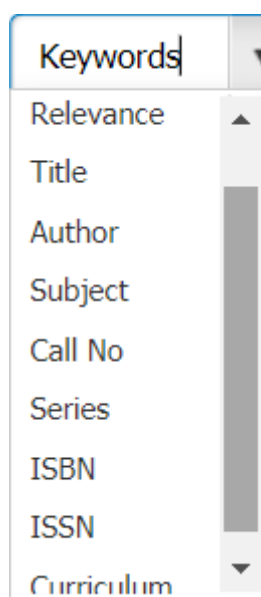 Keywords
Relevance
Title
Author
Subject
Call No
Series
ISBN
ISSN
Curriculum